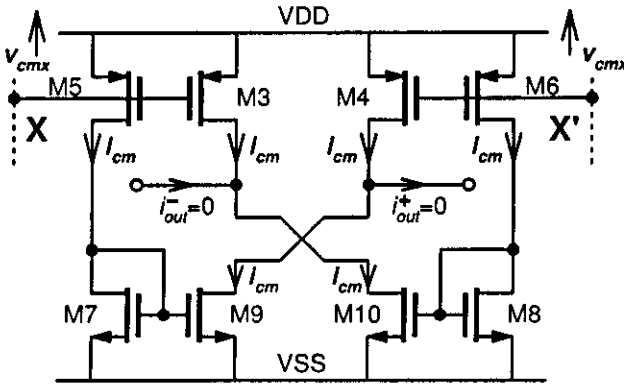 VDD
v_cmx
v_cmx
M5
M3
M4
M6
X
X'
I_cm
I_cm
I_cm
I_cm
i⁻_out=0
i⁺_out=0
I_cm
I_cm
M7
M9
M10
M8
VSS